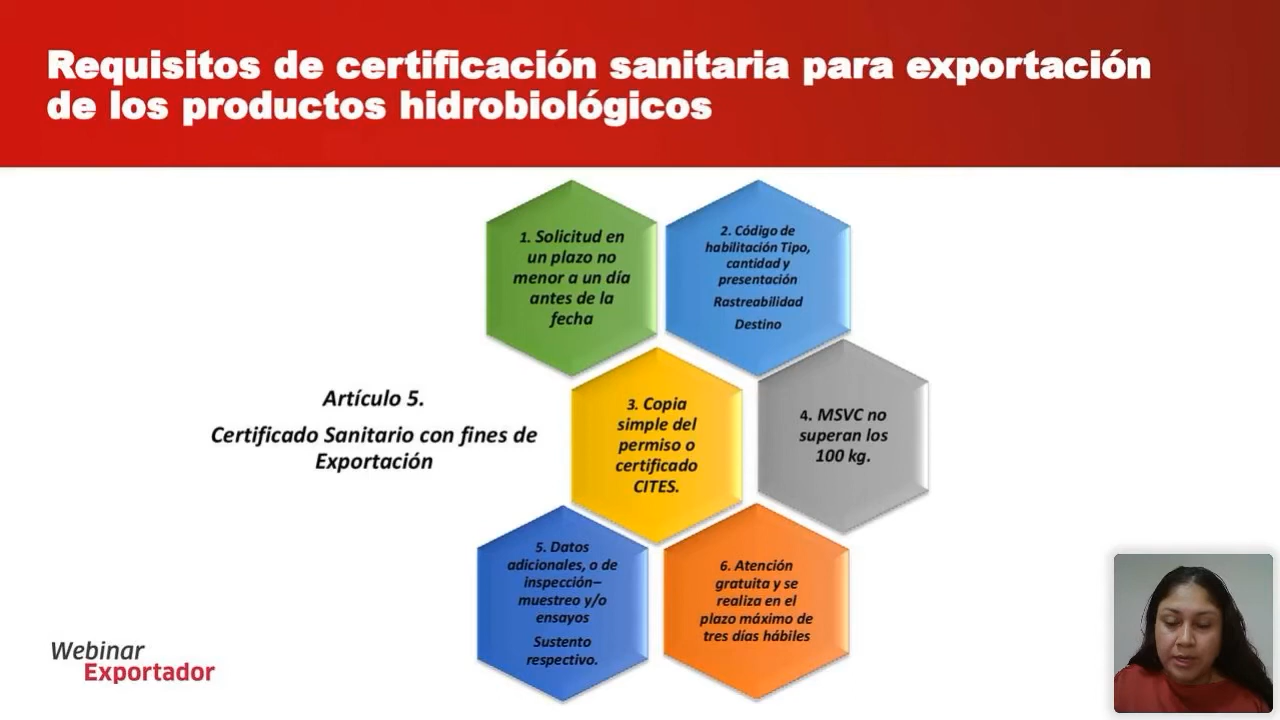 Requisitos de certificación sanitaria para exportación
de los productos hidrobiológicos
Artículo 5.
Certificado Sanitario con fines de
Exportación
1. Solicitud en
un plazo no
menor a un día
antes de la
fecha
2. Código de
habilitación Tipo,
cantidad y
presentación
Rastreabilidad
Destino
3. Copia
simple del
permiso o
certificado
CITES.
4. MSVC no
superan los
100 kg.
5. Datos
adicionales, o de
inspección–
muestreo y/o
ensayos
Sustento
respectivo.
6. Atención
gratuita y se
realiza en el
plazo máximo de
tres días hábiles
Webinar
Exportador